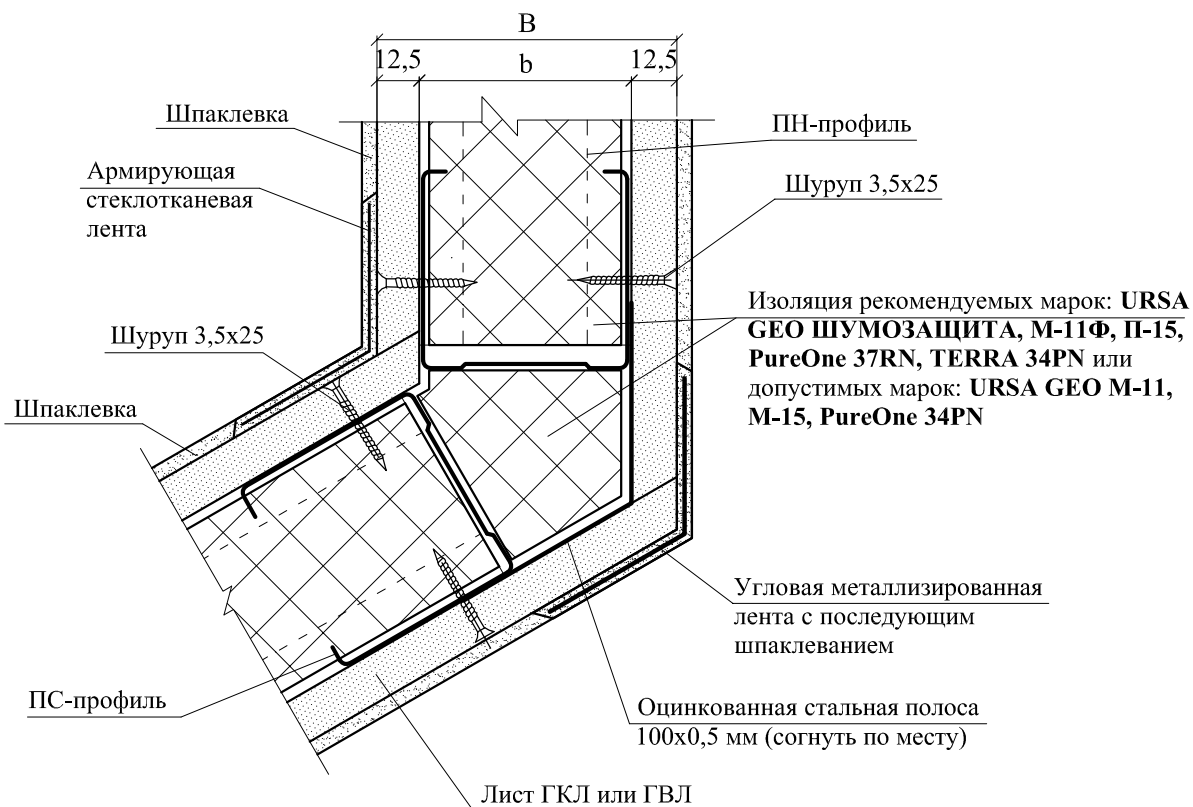 B
12,5
b
12,5
Шпаклевка
ПН-профиль
Армирующая
стеклотканевая
лента
Шуруп 3,5х25
Изоляция рекомендуемых марок: URSA
GEO ШУМОЗАЩИТА, М-11Ф, П-15,
PureOne 37RN, TERRA 34PN или
допустимых марок: URSA GEO М-11,
М-15, PureOne 34PN
Шуруп 3,5х25
Шпаклевка
Угловая металлизированная
лента с последующим
шпаклеванием
ПС-профиль
Оцинкованная стальная полоса
100х0,5 мм (согнуть по месту)
Лист ГКЛ или ГВЛ